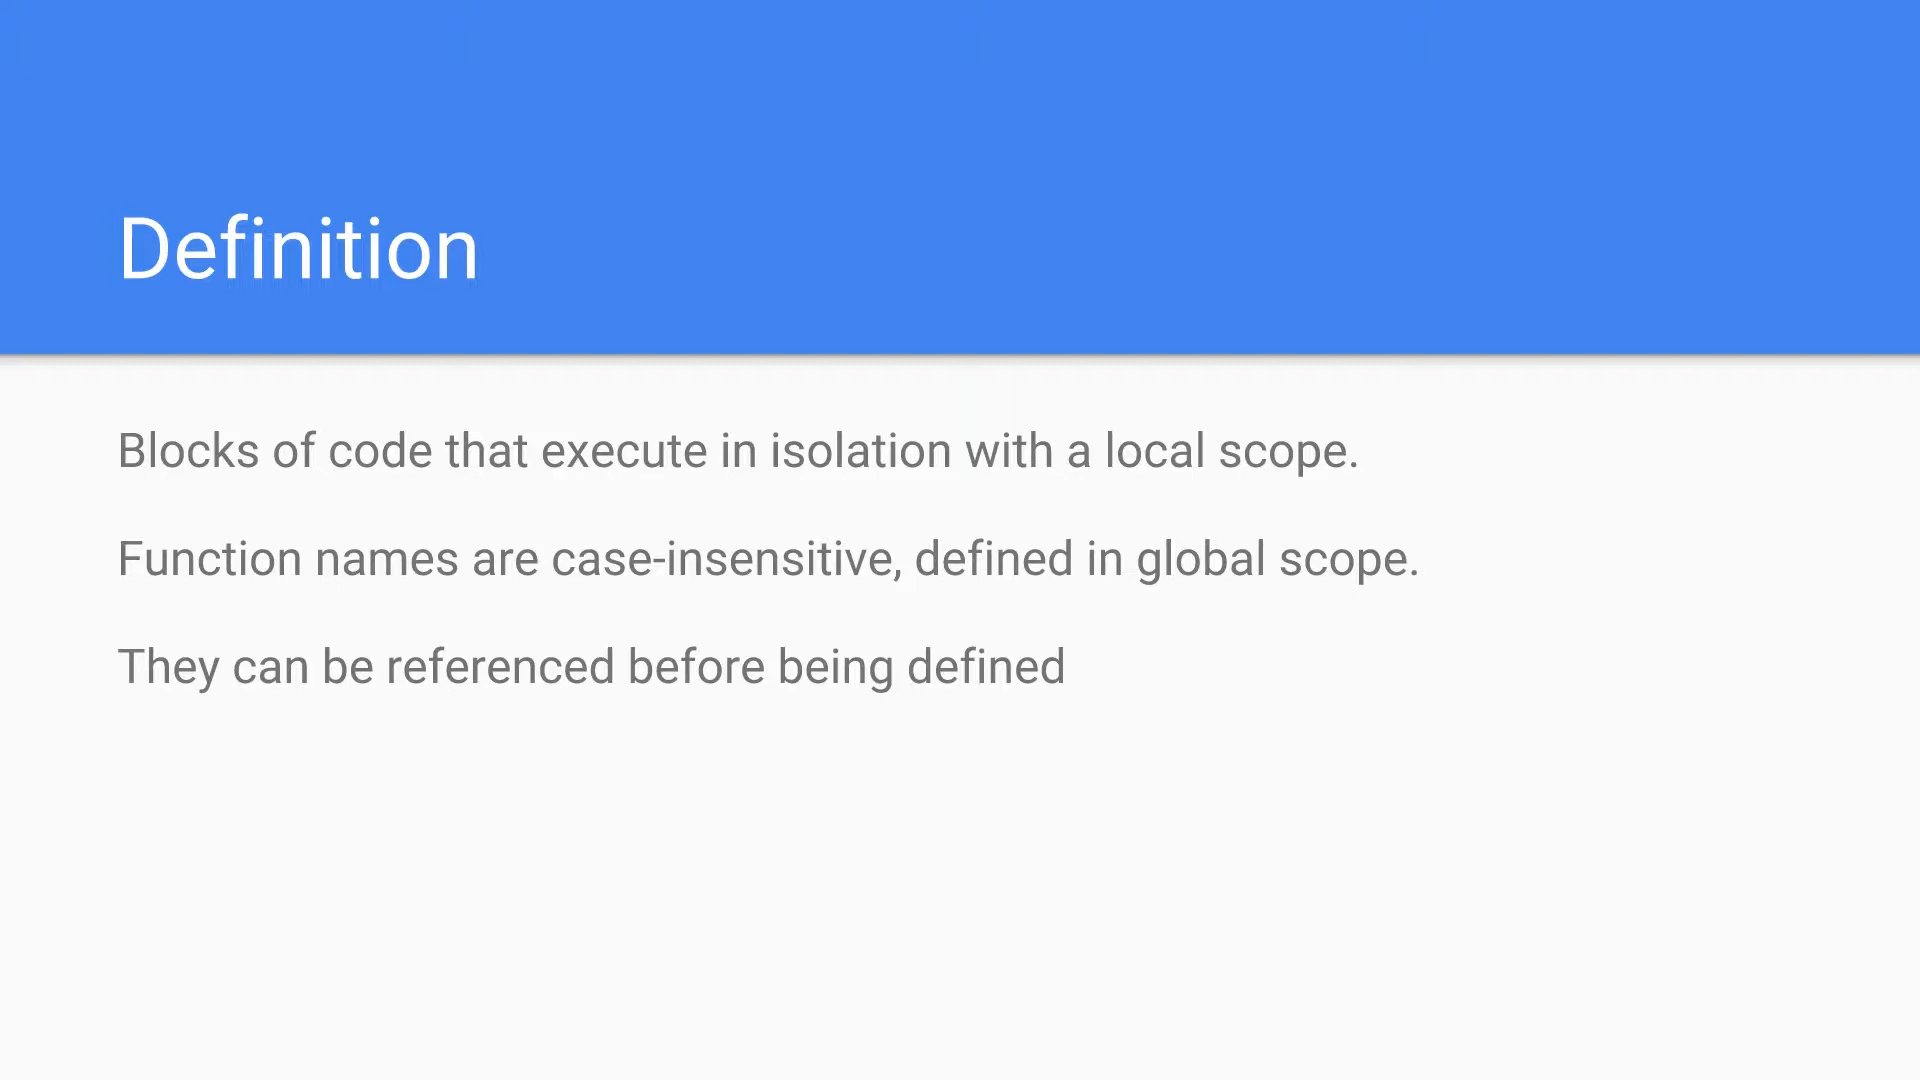 Definition
Blocks of code that execute in isolation with a local scope.
Function names are case-insensitive, defined in global scope.
They can be referenced before being defined